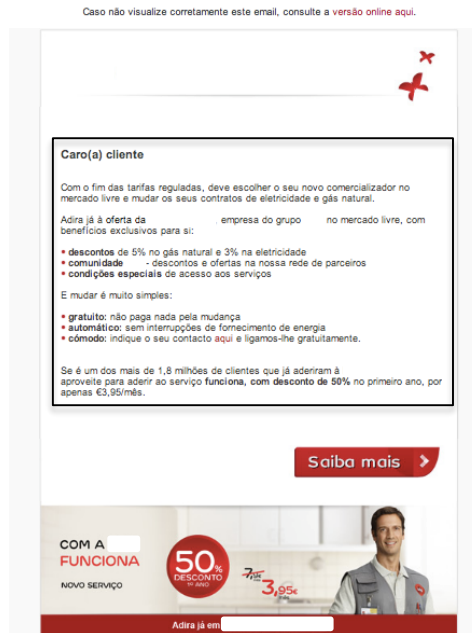 Caso não visualize corretamente este email, consulte a versão online aqui.
Caro(a) cliente
Com o fim das tarifas reguladas, deve escolher o seu novo comercializador no
mercado livre e mudar os seus contratos de eletricidade e gás natural.
Adira já à oferta da empresa do grupo no mercado livre, com
benefícios exclusivos para si:
• descontos de 5% no gás natural e 3% na eletricidade
• comunidade - descontos e ofertas na nossa rede de parceiros
• condições especiais de acesso aos serviços
E mudar é muito simples:
• gratuito: não paga nada pela mudança
• automático: sem interrupções de fornecimento de energia
• cómodo: indique o seu contacto aqui e ligamos-lhe gratuitamente.
Se é um dos mais de 1,8 milhões de clientes que já aderiram à
aproveite para aderir ao serviço funciona, com desconto de 50% no primeiro ano, por
apenas €3,95/mês.
Saiba mais
COM A
FUNCIONA
NOVO SERVIÇO
50%
DESCONTO
1º ANO
3,95€
Adira já em